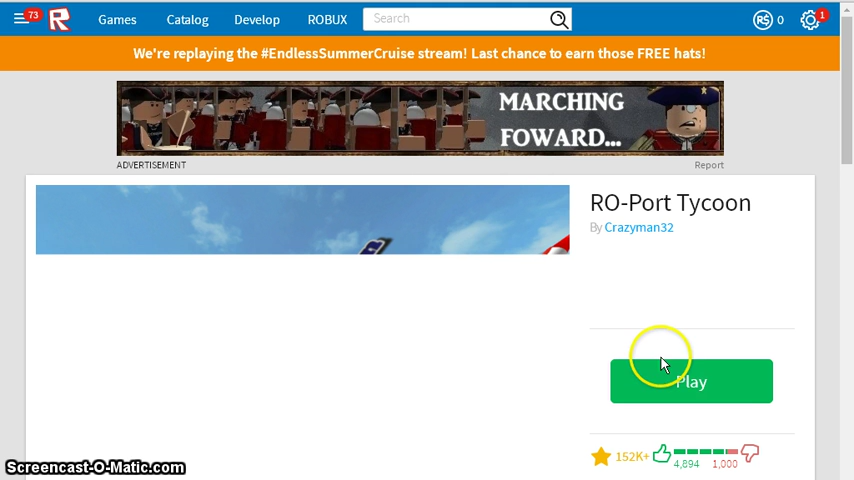 73 Games Catalog Develop ROBUX Search R$ 0 1
We're replaying the #EndlessSummerCruise stream! Last chance to earn those FREE hats!
MARCHING
FOWARD...
ADVERTISEMENT Report
RO-Port Tycoon
By Crazyman32
Play
152K+ 4,894 1,000
Screencast-O-Matic.com